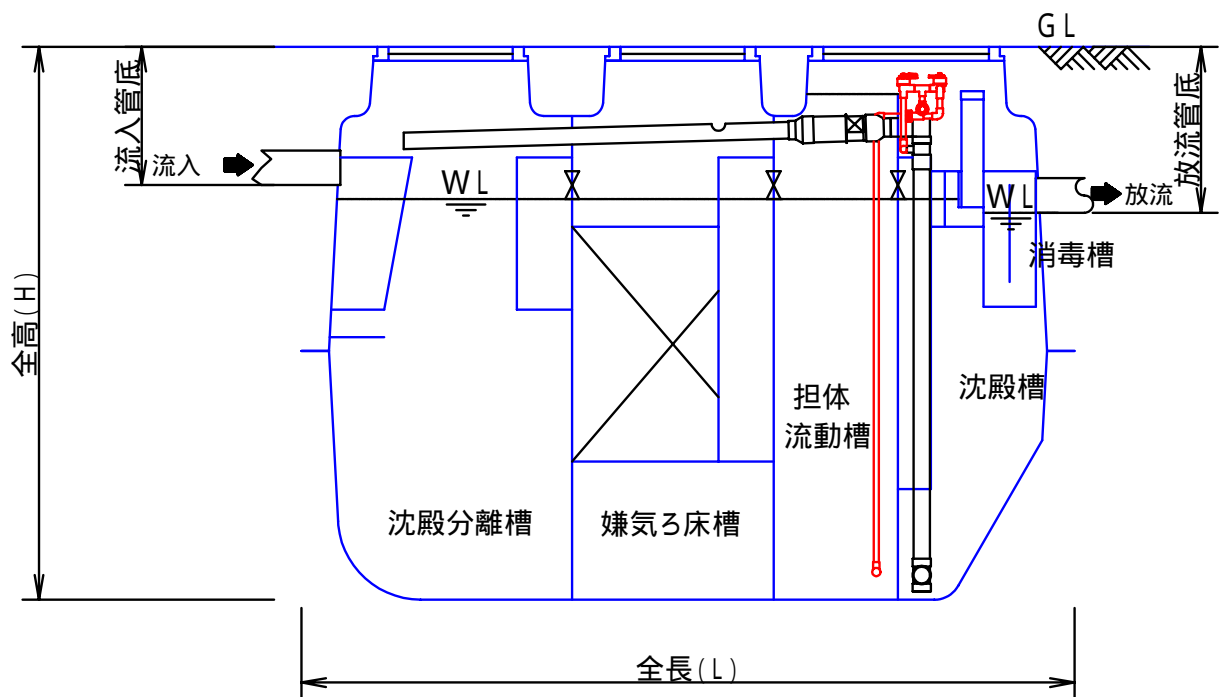 GL
流入管底
放流管底
流入
WL
WL
放流
消毒槽
全高(H)
担体
流動槽
沈殿槽
沈殿分離槽
嫌気ろ床槽
全長(L)